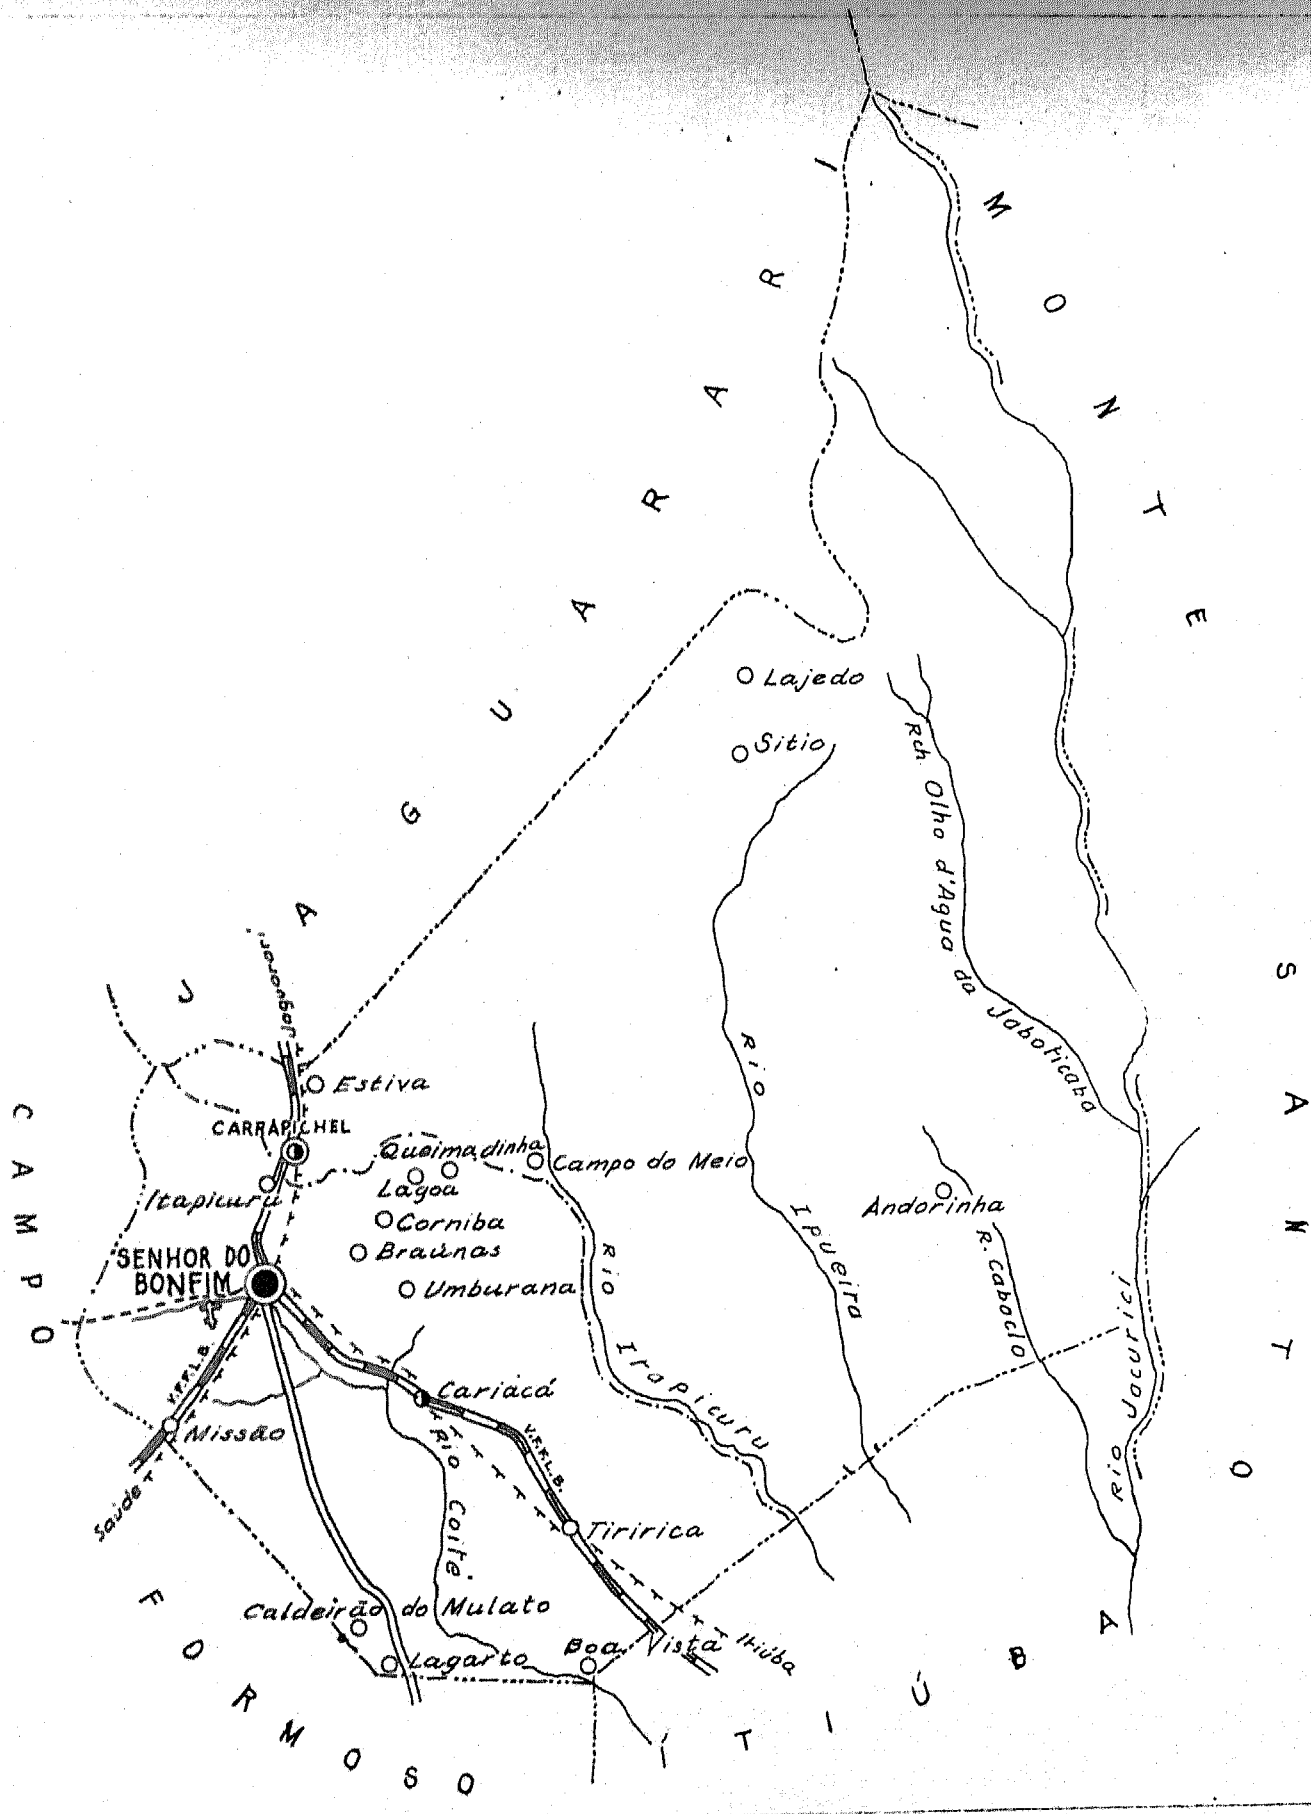 JAGUARARI
MONTE SANTO
Lajedo
Sitio
Rch. Olho d'Agua da Jaboticaba
Jaguarari
Estiva
CARRAPICHEL
Queimadinha
Campo do Meio
Lagoa
Itapicurú
Andorinha
Corniba
SENHOR DO
BONFIM
Braúnas
Umburana
Rio Ipueira
R. Caboclo
Rio Itapicuru
Rio Jacurici
V.F.F.L.B.
Cariacá
Missão
Rio Coité
V.F.F.L.B.
Saúde
Tiririca
Caldeirão do Mulato
Lagarto
Boa Vista
Itiúba
CAMPO FORMOSO
ÍTIÚBA